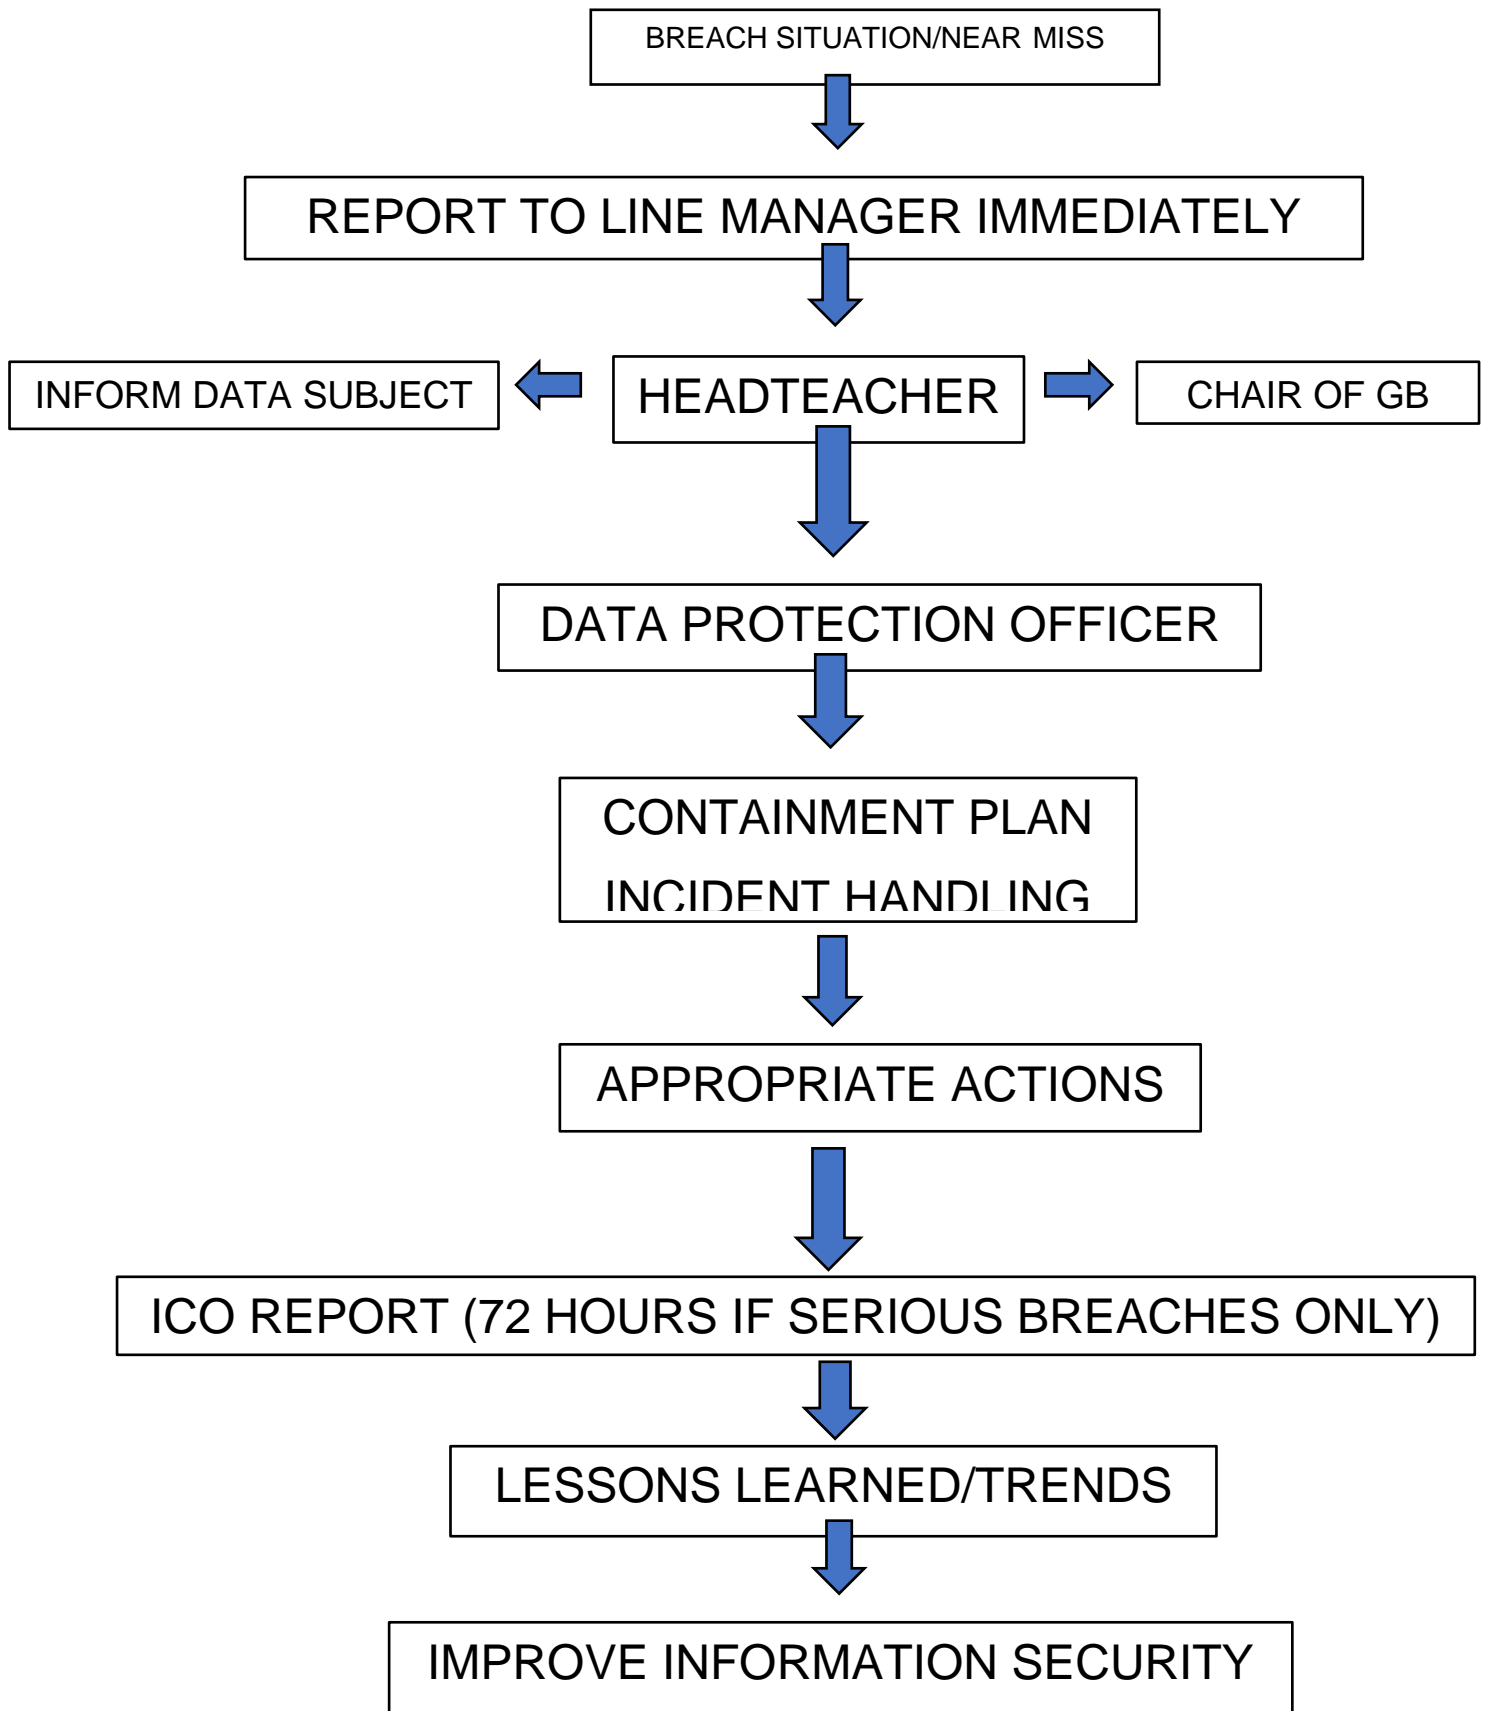 BREACH SITUATION/NEAR MISS
REPORT TO LINE MANAGER IMMEDIATELY
INFORM DATA SUBJECT
HEADTEACHER
CHAIR OF GB
DATA PROTECTION OFFICER
CONTAINMENT PLAN
INCIDENT HANDLING
APPROPRIATE ACTIONS
ICO REPORT (72 HOURS IF SERIOUS BREACHES ONLY)
LESSONS LEARNED/TRENDS
IMPROVE INFORMATION SECURITY